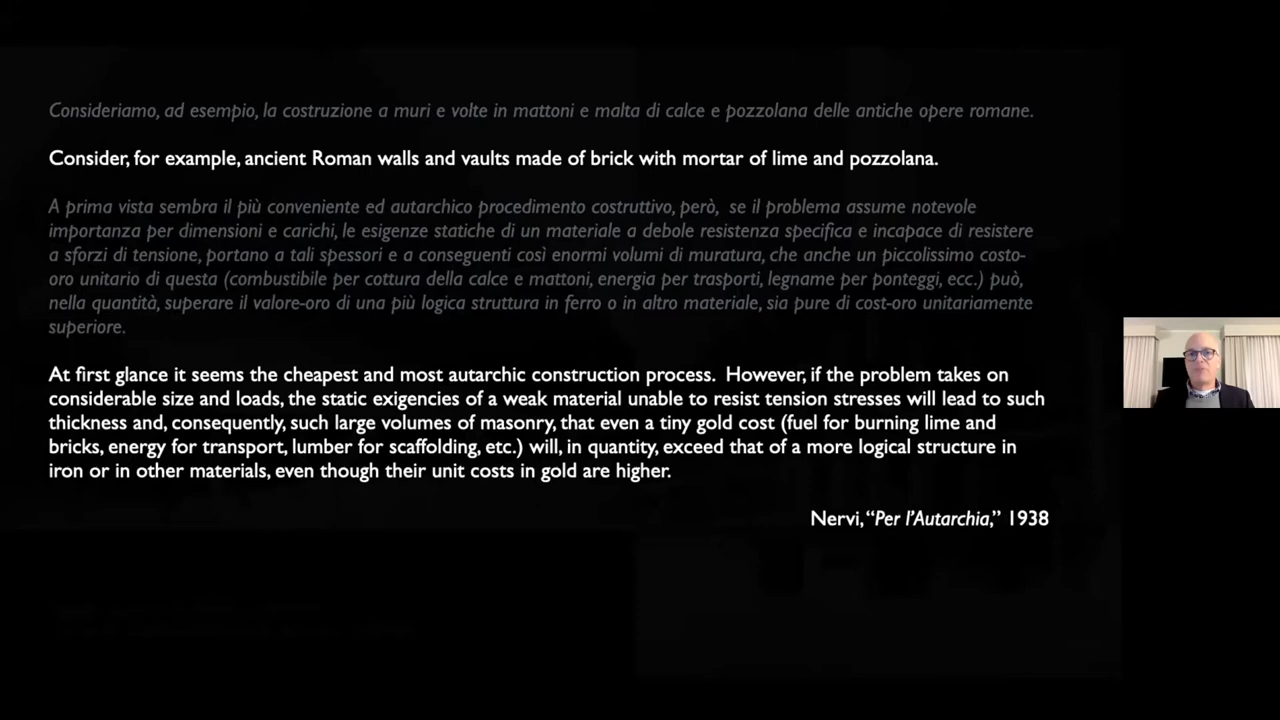 Consideriamo, ad esempio, la costruzione a muri e volte in mattoni e malta di calce e pozzolana delle antiche opere romane.
Consider, for example, ancient Roman walls and vaults made of brick with mortar of lime and pozzolana.
A prima vista sembra il più conveniente ed autarchico procedimento costruttivo, però, se il problema assume notevole
importanza per dimensioni e carichi, le esigenze statiche di un materiale a debole resistenza specifica e incapace di resistere
a sforzi di tensione, portano a tali spessori e a conseguenti così enormi volumi di muratura, che anche un piccolissimo costo-
oro unitario di questa (combustibile per cottura della calce e mattoni, energia per trasporti, legname per ponteggi, ecc.) può,
nella quantità, superare il valore-oro di una più logica struttura in ferro o in altro materiale, sia pure di cost-oro unitariamente
superiore.
At first glance it seems the cheapest and most autarchic construction process. However, if the problem takes on
considerable size and loads, the static exigencies of a weak material unable to resist tension stresses will lead to such
thickness and, consequently, such large volumes of masonry, that even a tiny gold cost (fuel for burning lime and
bricks, energy for transport, lumber for scaffolding, etc.) will, in quantity, exceed that of a more logical structure in
iron or in other materials, even though their unit costs in gold are higher.
Nervi, “Per l’Autarchia,” 1938